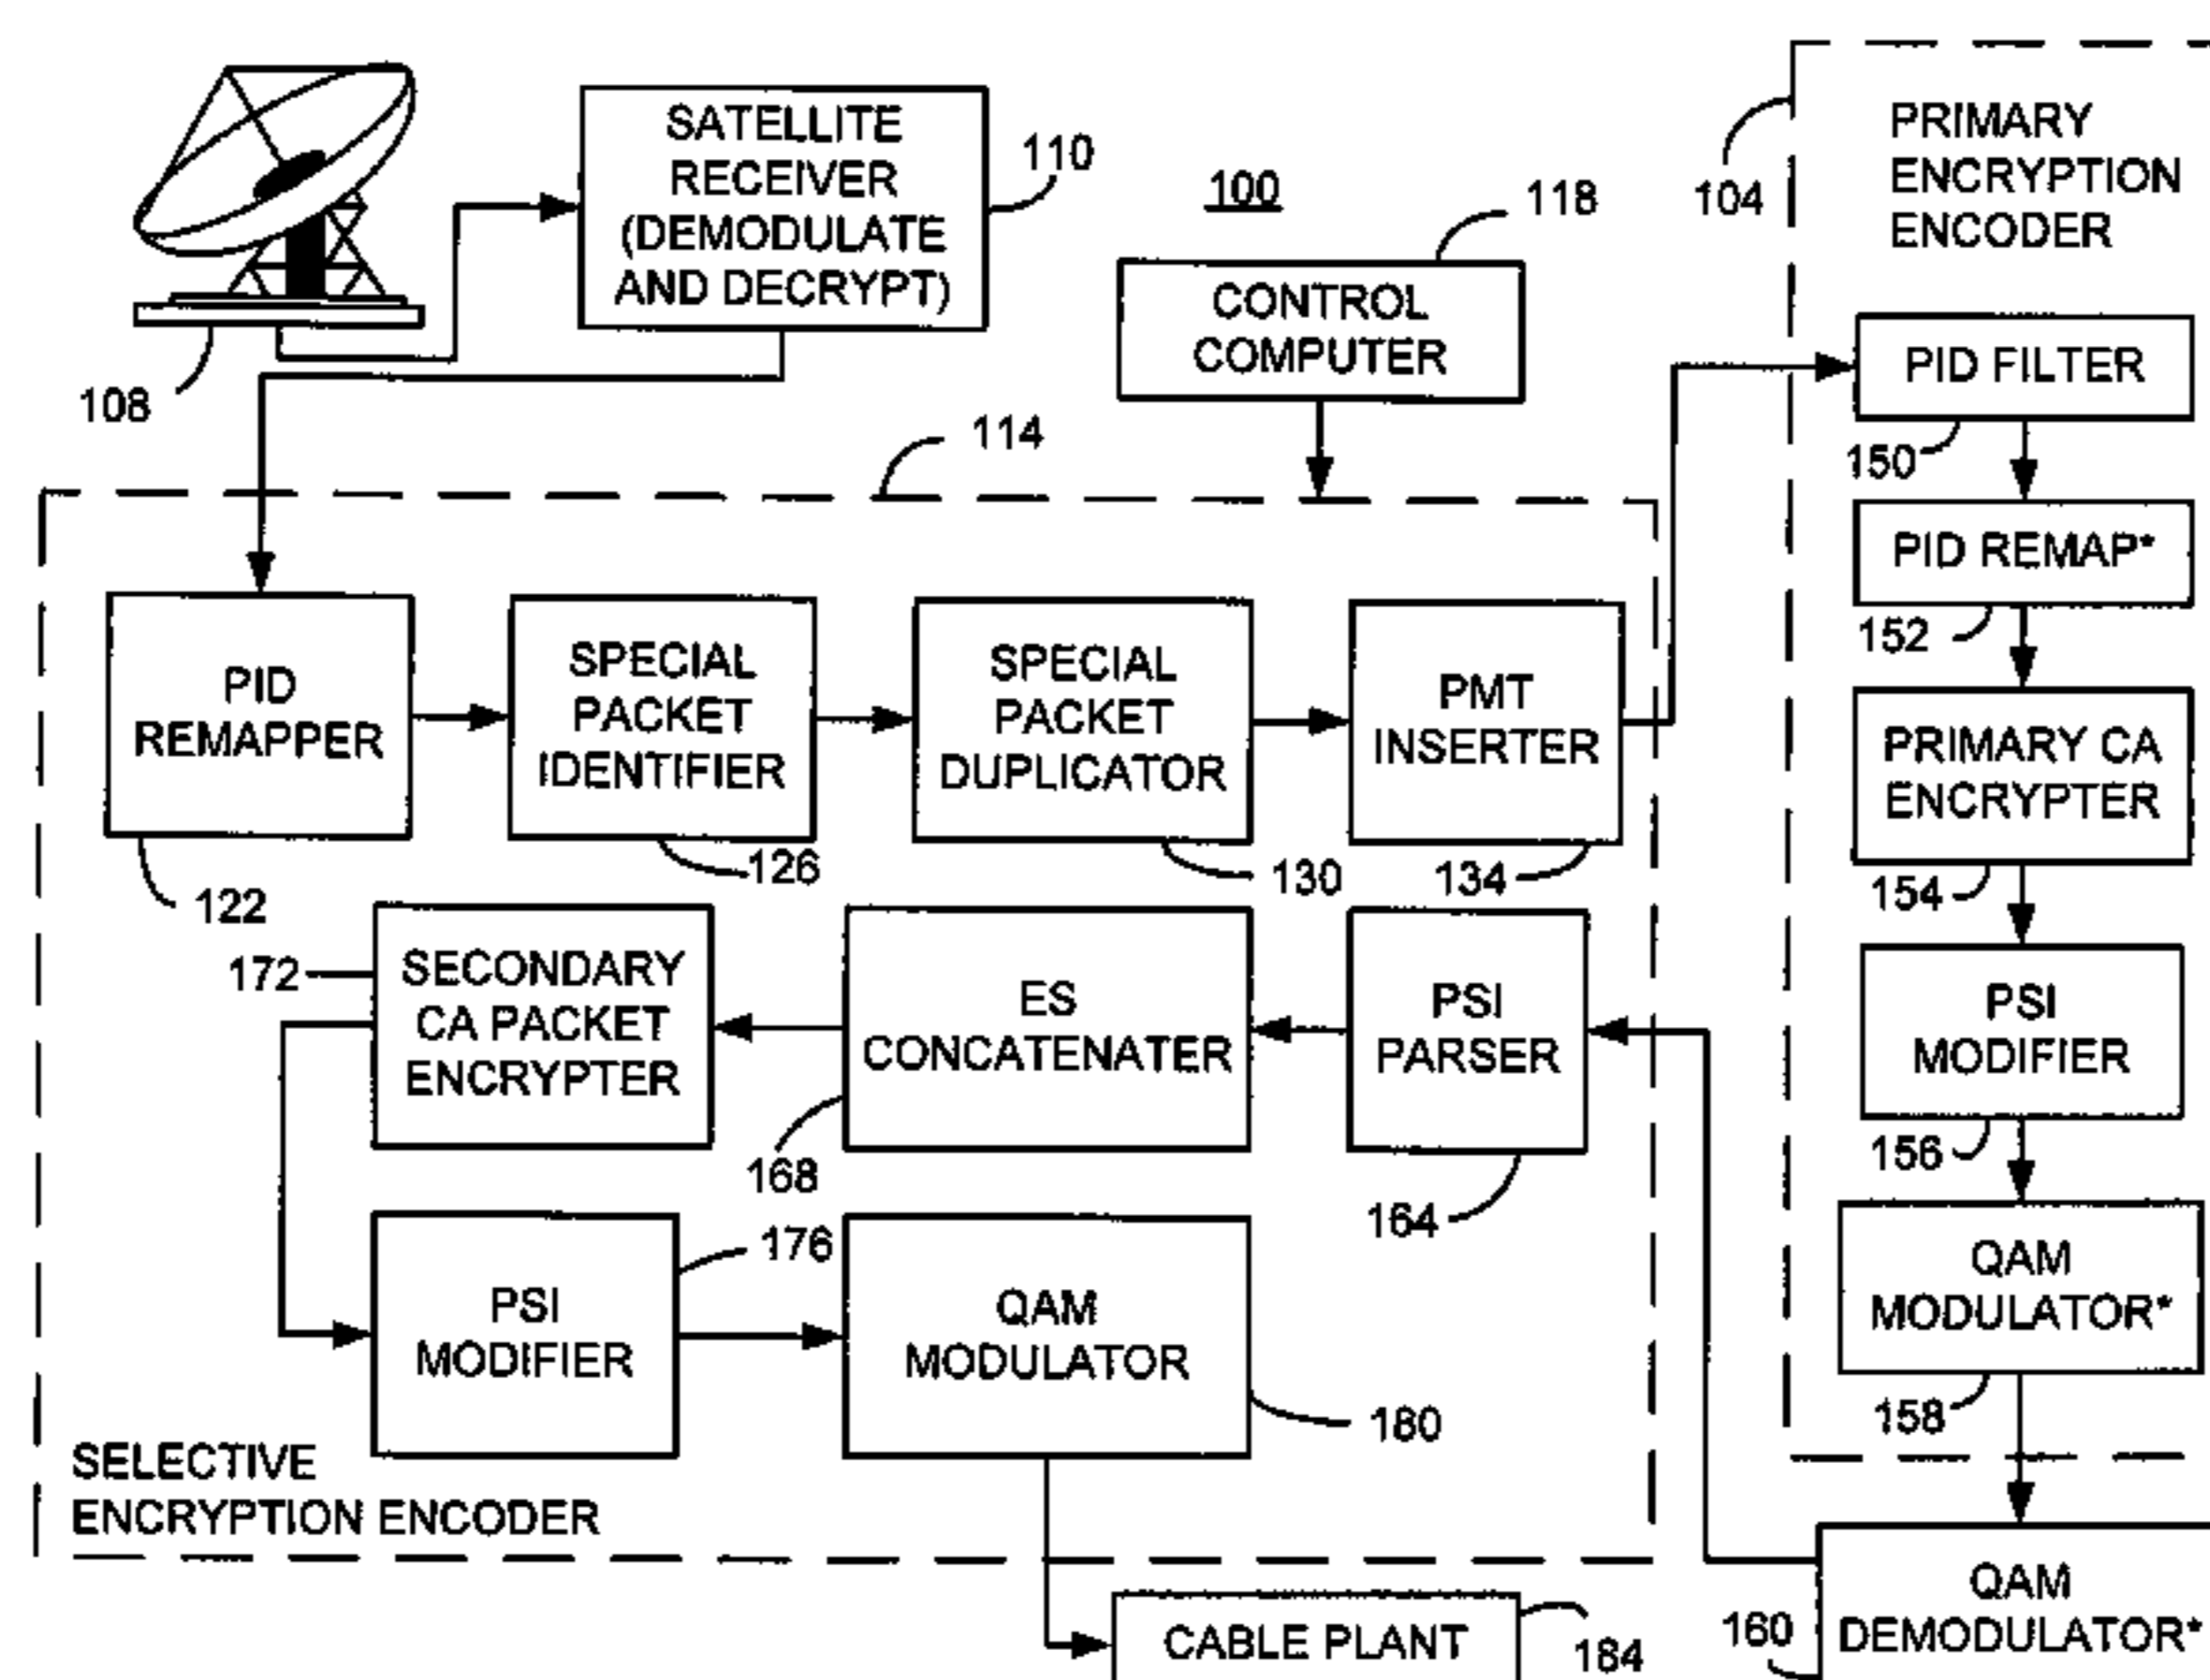 SATELLITE
RECEIVER
(DEMODULATE
AND DECRYPT)
110
100
118
CONTROL
COMPUTER
104
PRIMARY
ENCRYPTION
ENCODER
108
114
PID FILTER
150
PID REMAP*
152
PRIMARY CA
ENCRYPTER
154
PSI
MODIFIER
156
QAM
MODULATOR*
158
QAM
DEMODULATOR*
160
PID
REMAPPER
122
SPECIAL
PACKET
IDENTIFIER
126
SPECIAL
PACKET
DUPLICATOR
130
PMT
INSERTER
134
172
SECONDARY
CA PACKET
ENCRYPTER
ES
CONCATENATER
168
PSI
PARSER
164
PSI
MODIFIER
176
QAM
MODULATOR
180
SELECTIVE
ENCRYPTION ENCODER
CABLE PLANT
184